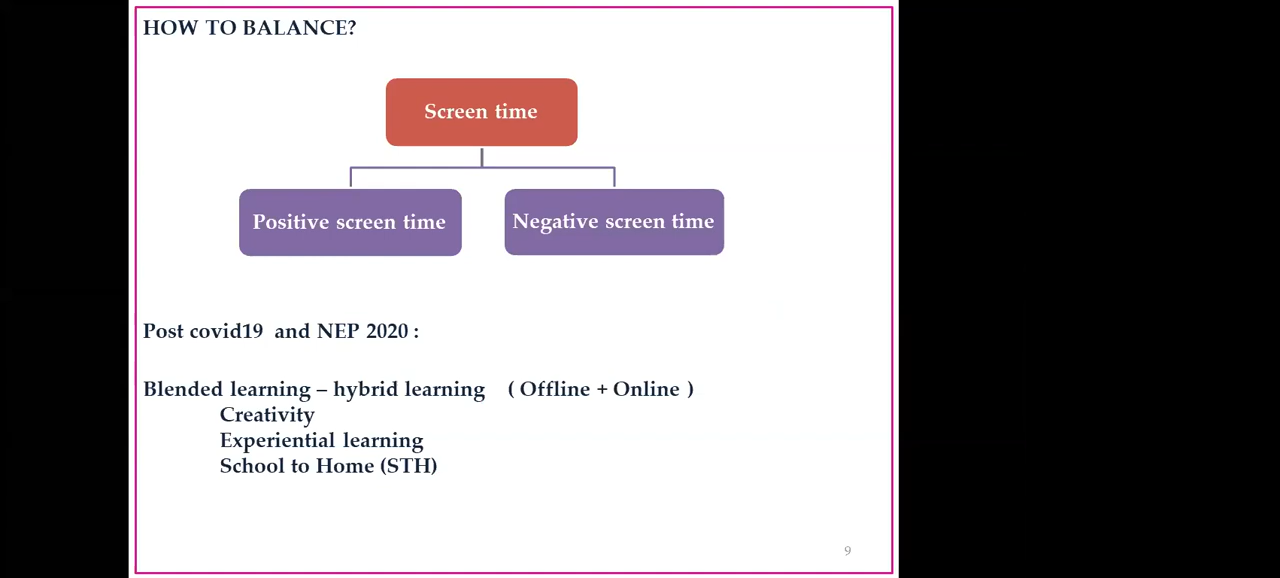 HOW TO BALANCE?
Screen time
Positive screen time
Negative screen time
Post covid19 and NEP 2020 :
Blended learning – hybrid learning ( Offline + Online )
Creativity
Experiential learning
School to Home (STH)
9